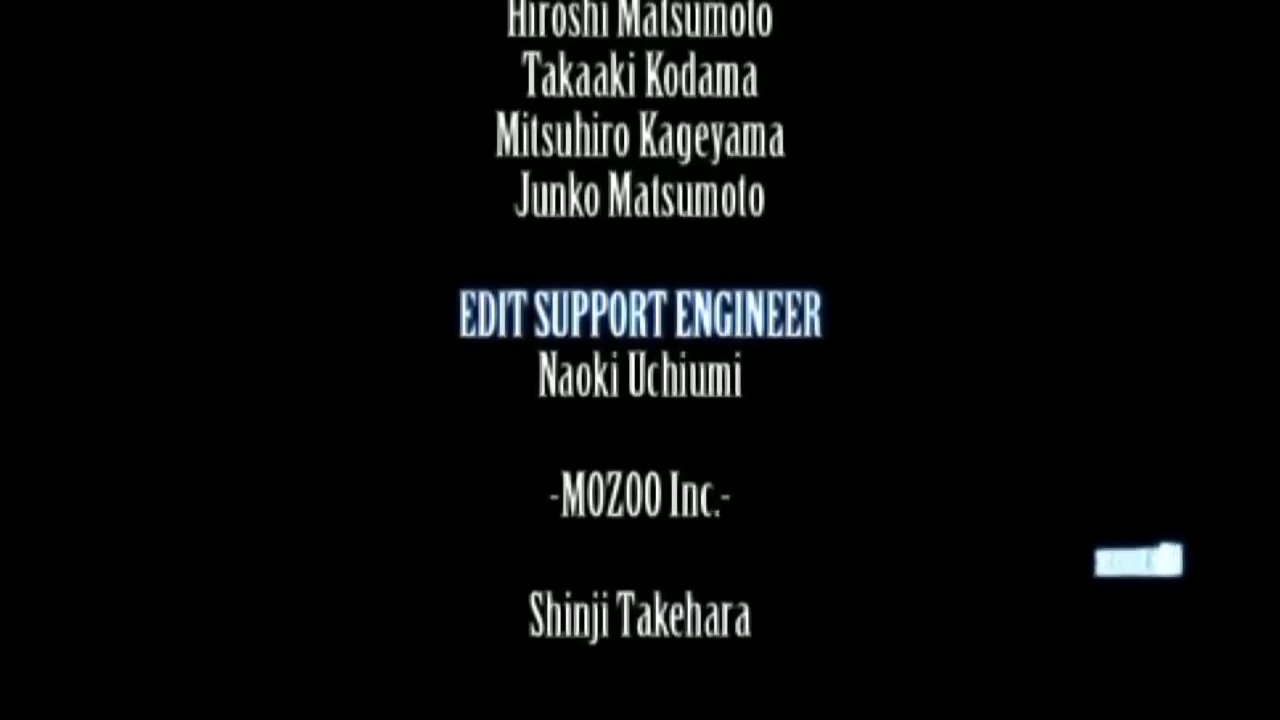 Hiroshi Matsumoto
Takaaki Kodama
Mitsuhiro Kageyama
Junko Matsumoto
EDIT SUPPORT ENGINEER
Naoki Uchiumi
-MOZOO Inc.-
Shinji Takehara